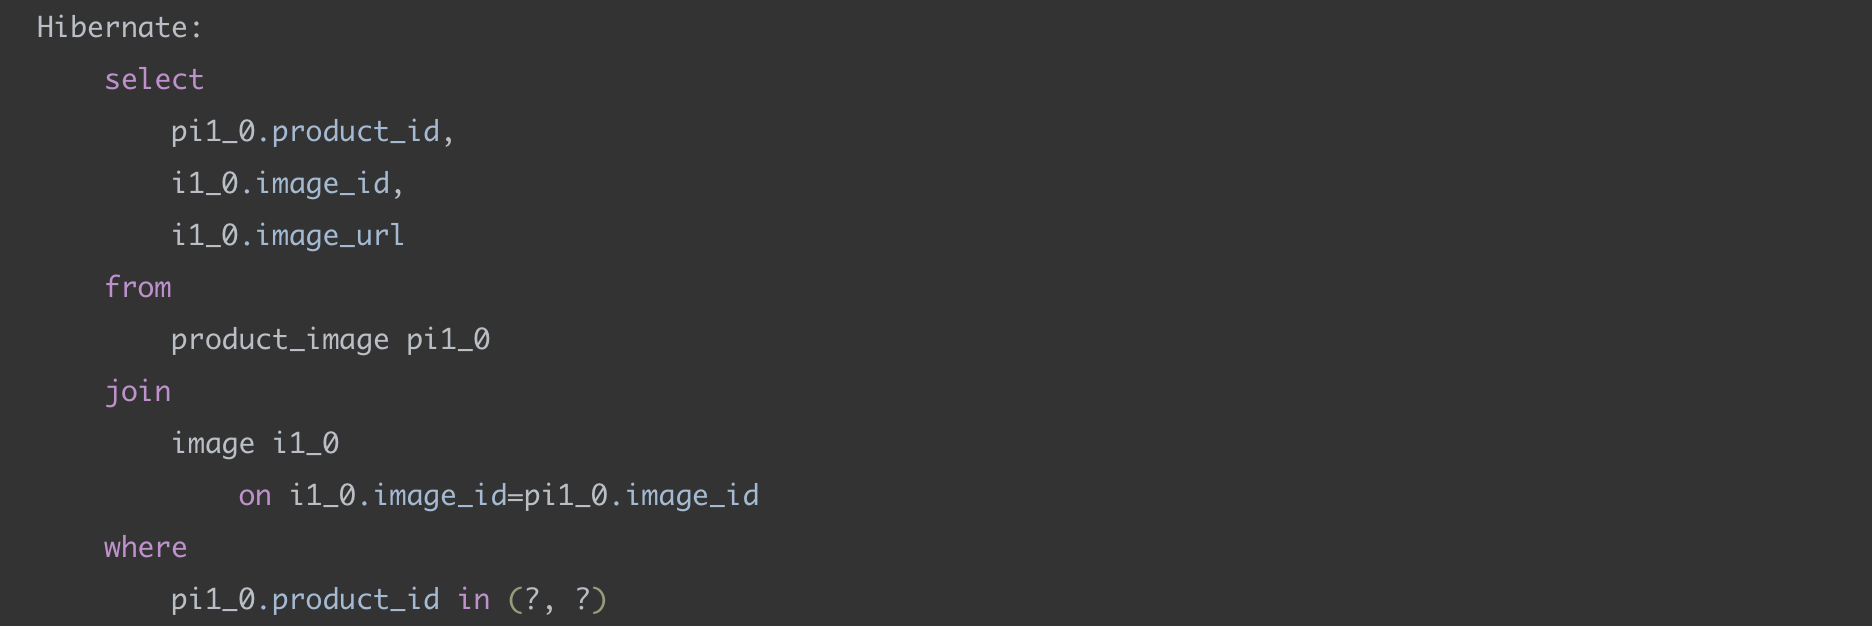 Hibernate:
select
pi1_0.product_id,
i1_0.image_id,
i1_0.image_url
from
product_image pi1_0
join
image i1_0
on i1_0.image_id=pi1_0.image_id
where
pi1_0.product_id in (?, ?)